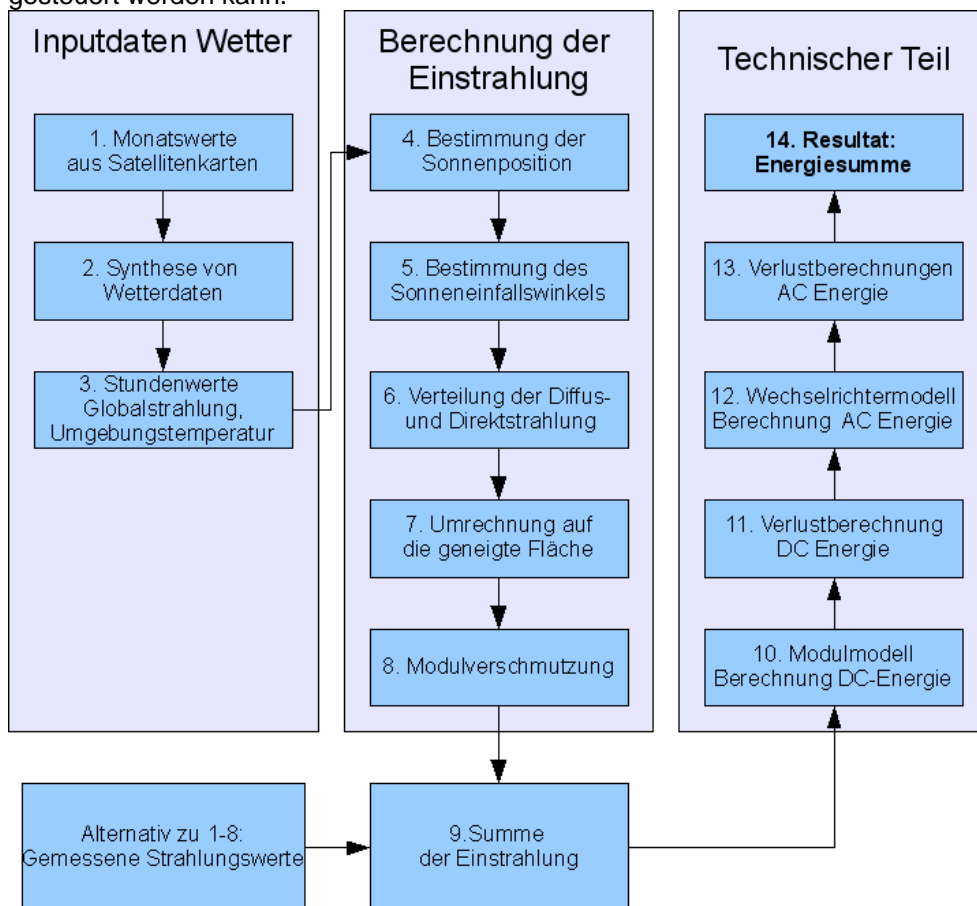 gesteuert werden kann.
Inputdaten Wetter
1. Monatswerte
aus Satellitenkarten
2. Synthese von
Wetterdaten
3. Stundenwerte
Globalstrahlung,
Umgebungstemperatur
Berechnung der
Einstrahlung
4. Bestimmung der
Sonnenposition
5. Bestimmung des
Sonneneinfallswinkels
6. Verteilung der Diffus-
und Direktstrahlung
7. Umrechnung auf
die geneigte Fläche
8. Modulverschmutzung
Alternativ zu 1-8:
Gemessene Strahlungswerte
9.Summe
der Einstrahlung
Technischer Teil
14. Resultat:
Energiesumme
13. Verlustberechnungen
AC Energie
12. Wechselrichtermodell
Berechnung AC Energie
11. Verlustberechnung
DC Energie
10. Modulmodell
Berechnung DC-Energie